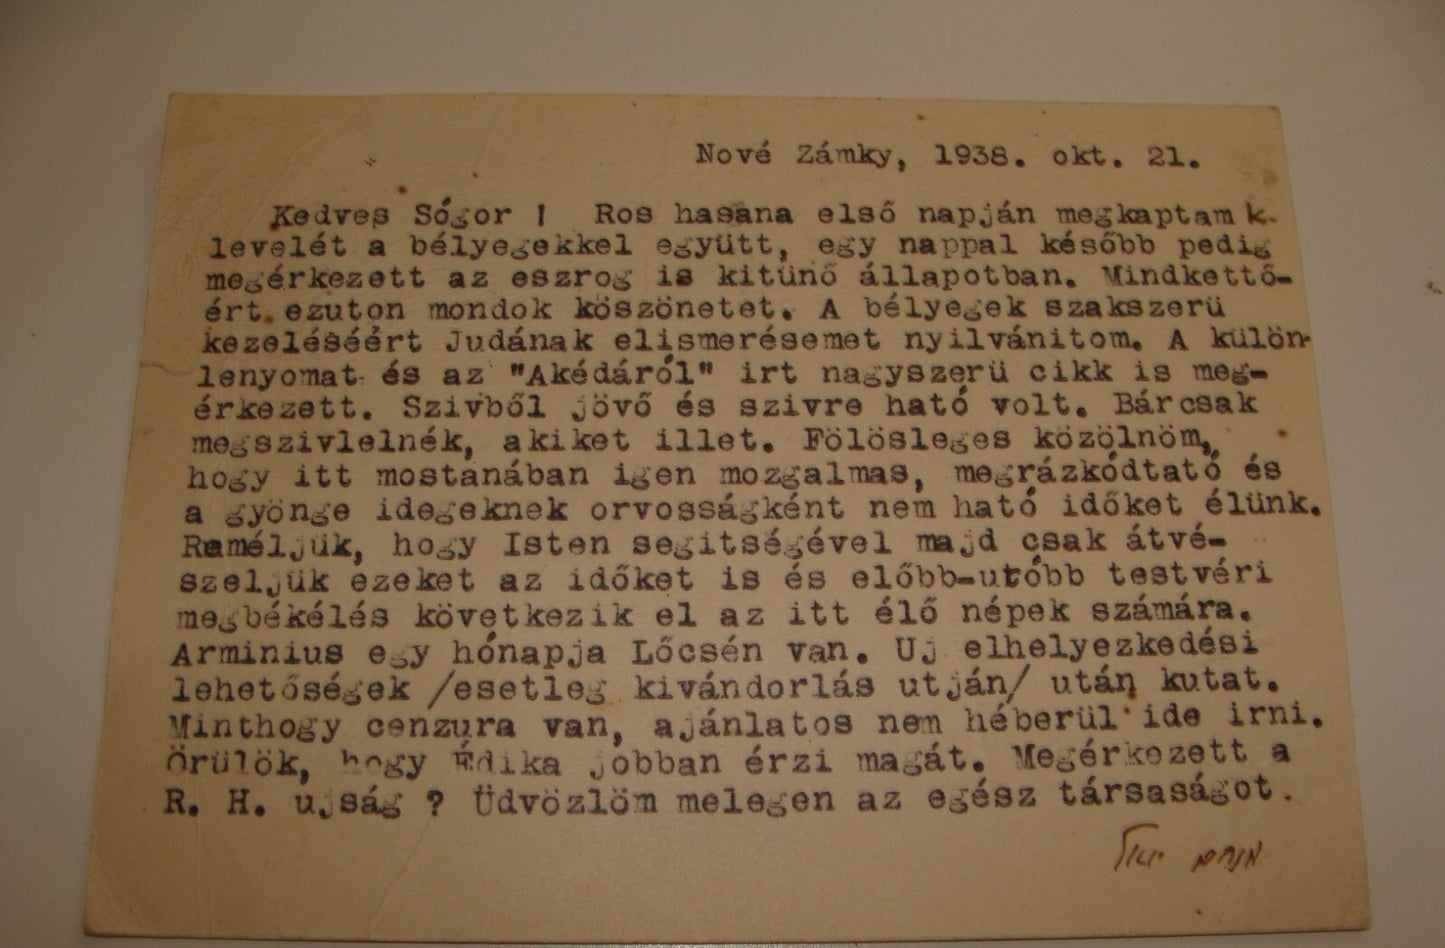 Nové Zámky, 1938. okt. 21.
Kedves Sógor ! Ros hasana első napján megkaptam k.
levelét a bélyegekkel együtt, egy nappal később pedig
megérkezett az eszrog is kitünő állapotban. Mindkettő-
ért ezuton mondok köszönetet. A bélyegek szakszerü
kezeléséért Judának elismerésemet nyilvánitom. A külön-
lenyomat és az "Akédáról" irt nagyszerü cikk is meg-
érkezett. Szivből jövő és szivre ható volt. Bárcsak
megszivlelnék, akiket illet. Fölösleges közölnöm,
hogy itt mostanában igen mozgalmas, megrázkódtató és
a gyönge idegeknek orvosságként nem ható időket élünk.
Reméljük, hogy Isten segitségével majd csak átvé-
szeljük ezeket az időket is és előbb-utóbb testvéri
megbékélés következik el az itt élő népek számára.
Arminius egy hónapja Lőcsén van. Uj elhelyezkedési
lehetőségek /esetleg kivándorlás utján/ után kutat.
Minthogy cenzura van, ajánlatos nem héberül ide irni.
Örülök, hogy Édika jobban érzi magát. Megérkezett a
R. H. ujság ? Üdvözlöm melegen az egész társaságot.
מנחם